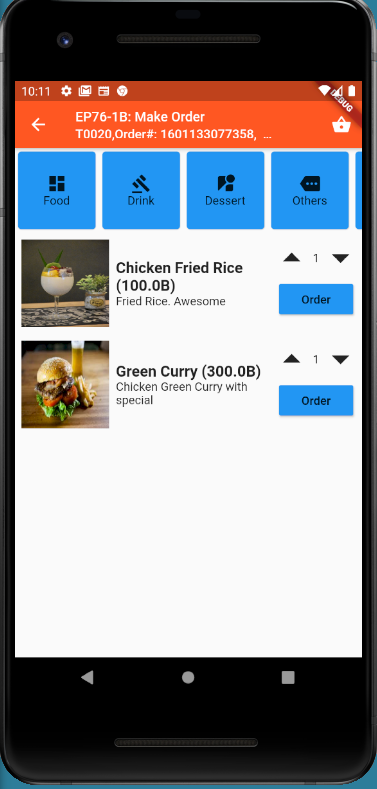 10:11
DEBUG
EP76-1B: Make Order
T0020,Order#: 1601133077358, ...
Food
Drink
Dessert
Others
Chicken Fried Rice
(100.0B)
Fried Rice. Awesome
1
Order
Green Curry (300.0B)
Chicken Green Curry with
special
1
Order